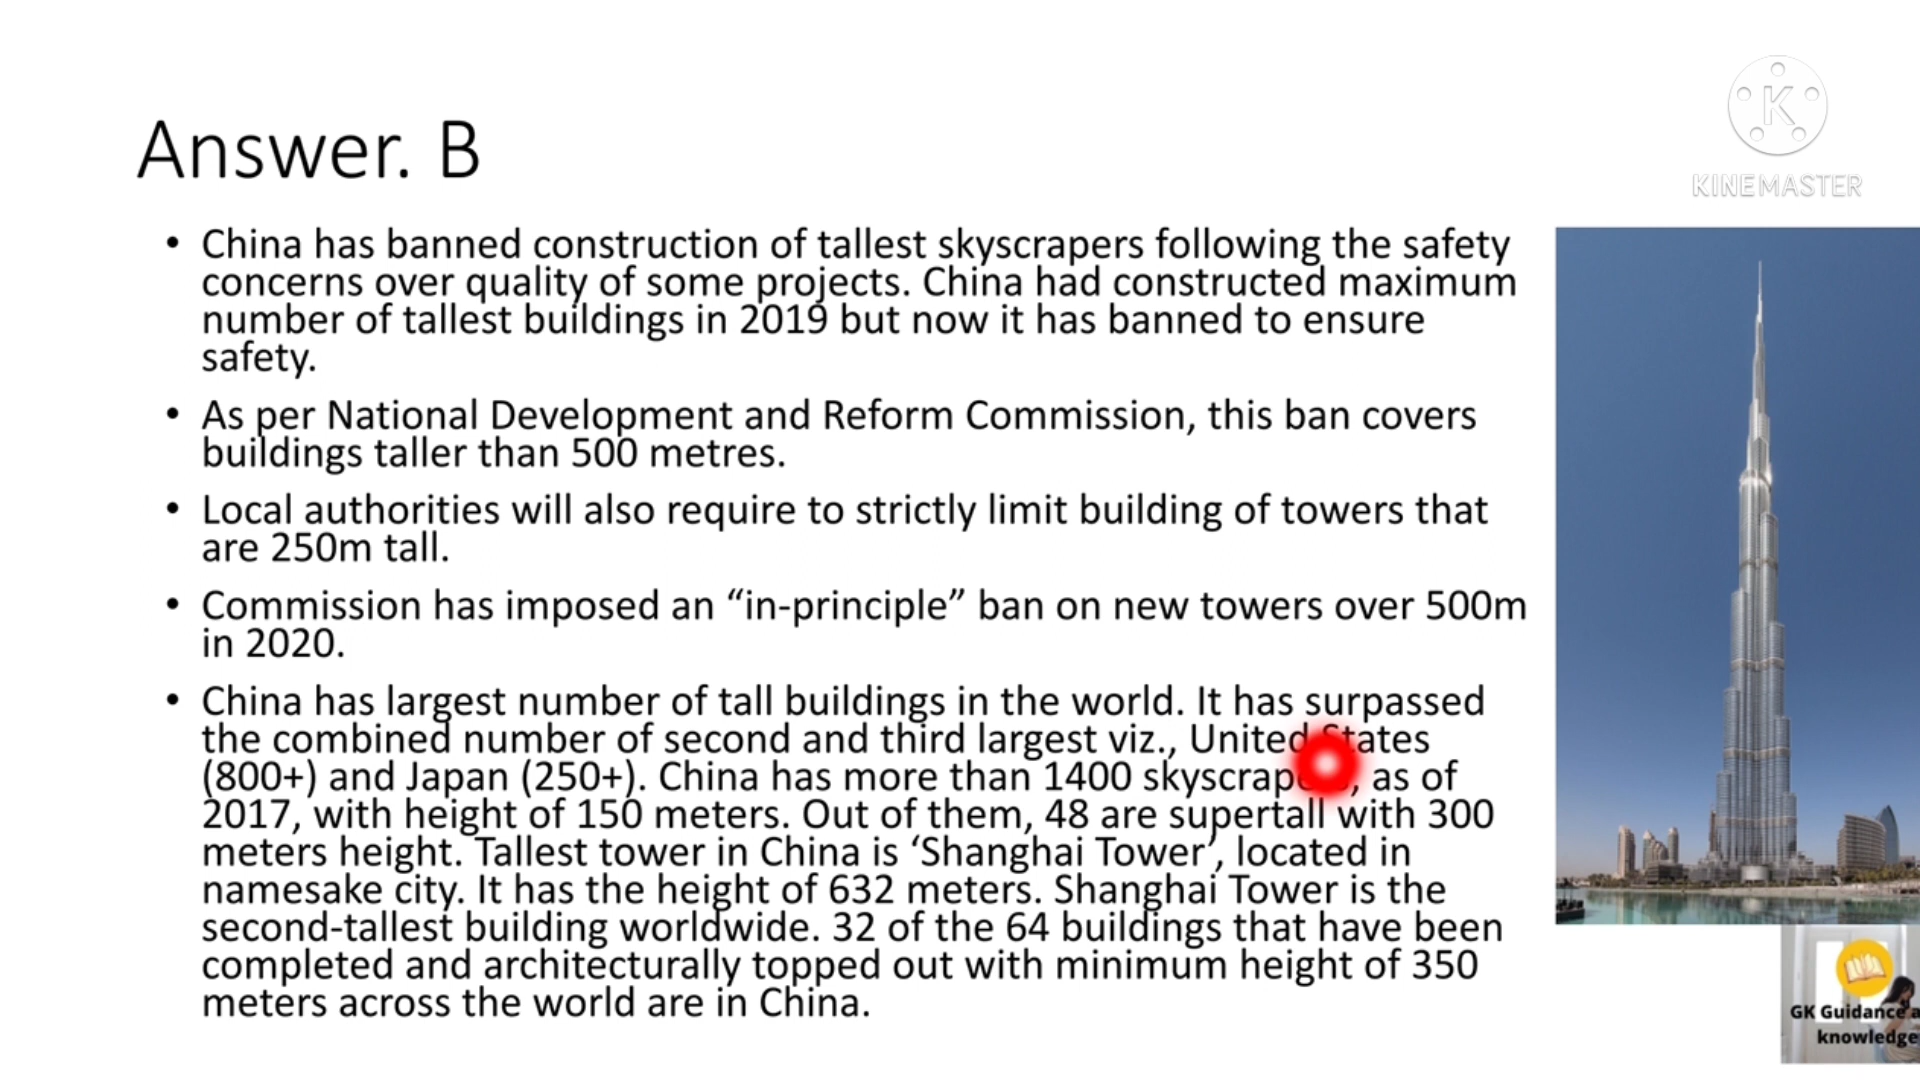 Answer. B
K
KINEMASTER
• China has banned construction of tallest skyscrapers following the safety
concerns over quality of some projects. China had constructed maximum
number of tallest buildings in 2019 but now it has banned to ensure
safety.
• As per National Development and Reform Commission, this ban covers
buildings taller than 500 metres.
• Local authorities will also require to strictly limit building of towers that
are 250m tall.
• Commission has imposed an “in-principle” ban on new towers over 500m
in 2020.
• China has largest number of tall buildings in the world. It has surpassed
the combined number of second and third largest viz., United States
(800+) and Japan (250+). China has more than 1400 , as of
2017, with height of 150 meters. Out of them, 48 are supertall with 300
meters height. Tallest tower in China is ‘Shanghai Tower’, located in
namesake city. It has the height of 632 meters. Shanghai Tower is the
second-tallest building worldwide. 32 of the 64 buildings that have been
completed and architecturally topped out with minimum height of 350
meters across the world are in China.
GK Guidance a
knowledge